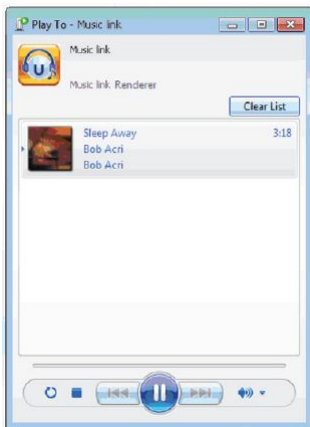 Play To - Music link
Music link
Music link Renderer
Clear List
Sleep Away 3:18
Bob Acri
Bob Acri